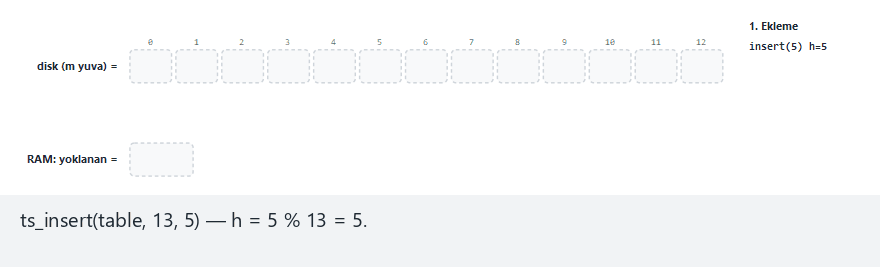 1. Ekleme
insert(5) h=5
0 1 2 3 4 5 6 7 8 9 10 11 12
disk (m yuva) =
RAM: yoklanan =
ts_insert(table, 13, 5) — h = 5 % 13 = 5.